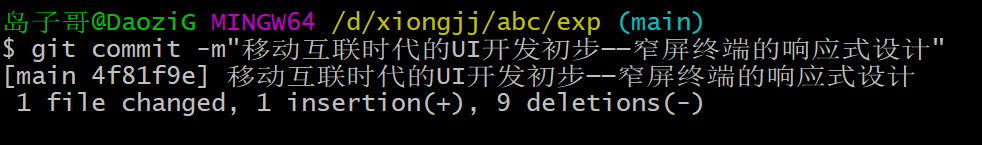 岛子哥@DaoziG MINGW64 /d/xiongjj/abc/exp (main)
$ git commit -m"移动互联时代的UI开发初步——窄屏终端的响应式设计"
[main 4f81f9e] 移动互联时代的UI开发初步——窄屏终端的响应式设计
 1 file changed, 1 insertion(+), 9 deletions(-)